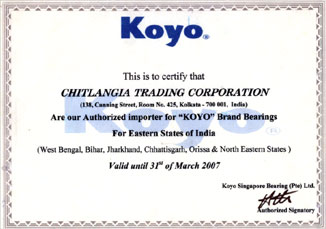 Koyo®
This is to certify that
CHITLANGIA TRADING CORPORATION
(138, Canning Street, Room No. 425, Kolkata - 700 001, India)
Are our Authorized importer for “KOYO” Brand Bearings
For Eastern States of India
(West Bengal, Bihar, Jharkhand, Chhattisgarh, Orissa & North Eastern States )
Valid until 31st of March 2007
Koyo Singapore Bearing (Pte) Ltd.
Authorized Signatory